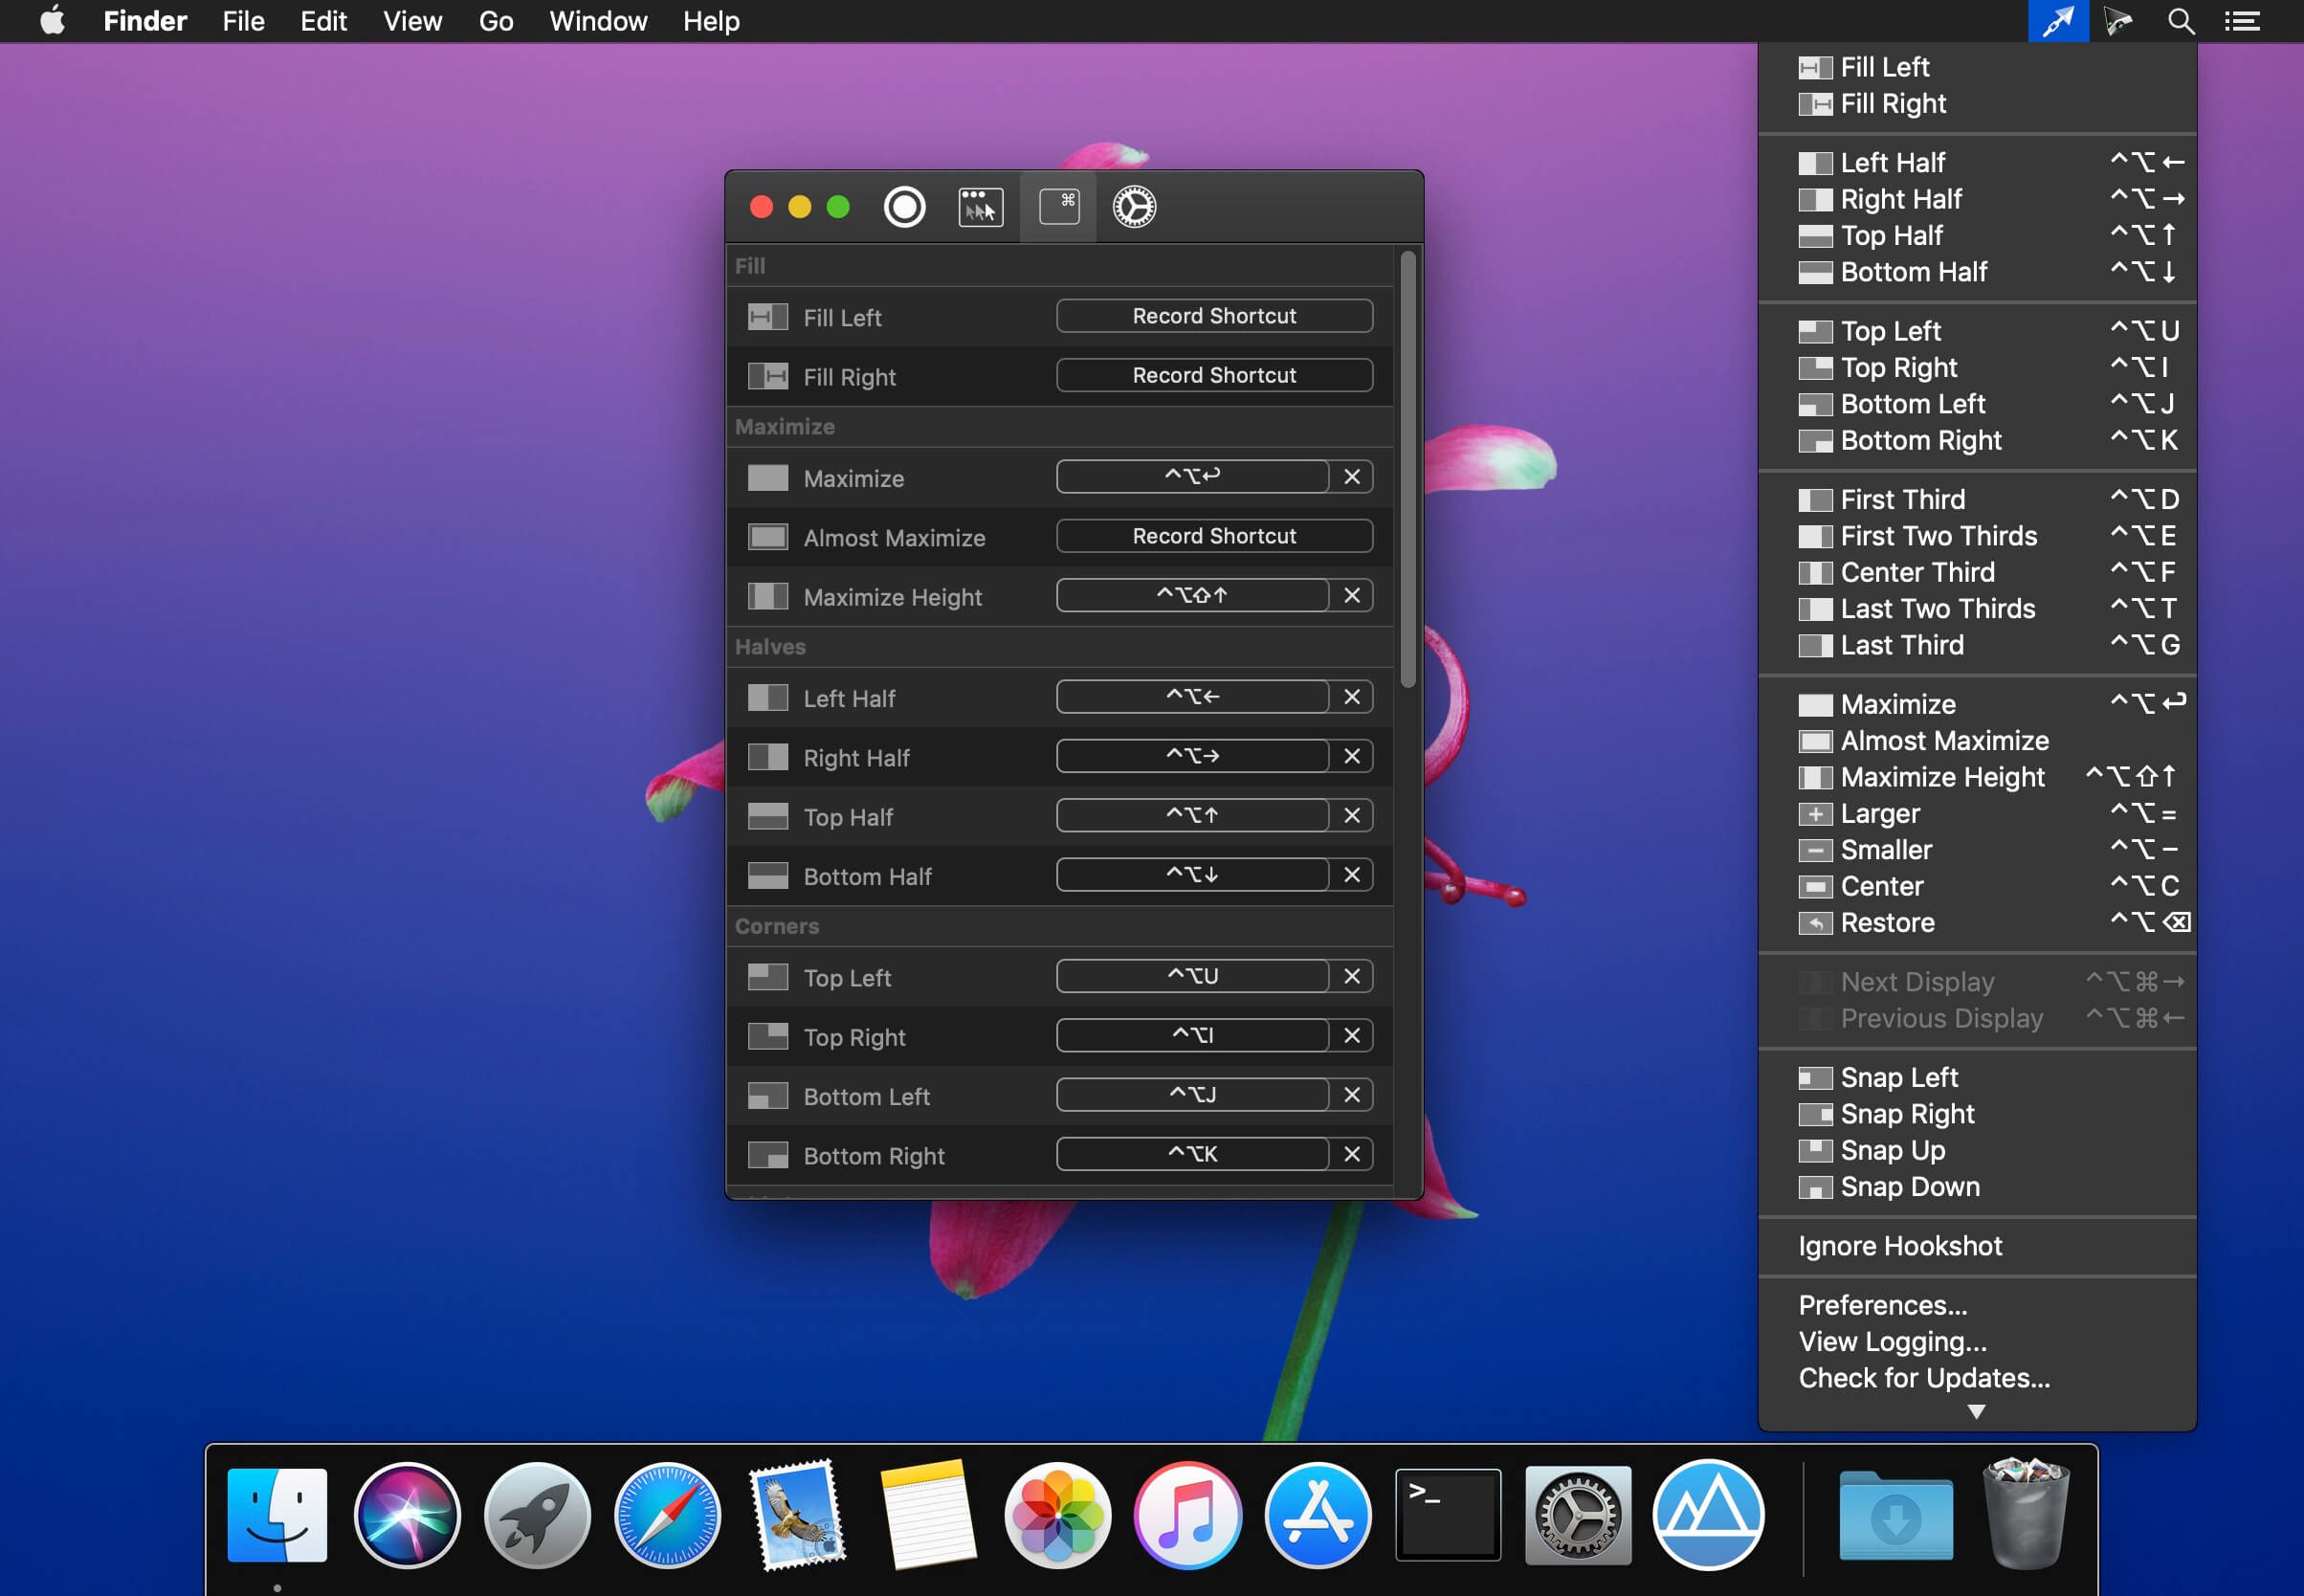 Finder File Edit View Go Window Help
Fill
Fill Left Record Shortcut
Fill Right Record Shortcut
Maximize
Maximize ^⌥↩ ×
Almost Maximize Record Shortcut
Maximize Height ^⌥⇧↑ ×
Halves
Left Half ^⌥← ×
Right Half ^⌥→ ×
Top Half ^⌥↑ ×
Bottom Half ^⌥↓ ×
Corners
Top Left ^⌥U ×
Top Right ^⌥I ×
Bottom Left ^⌥J ×
Bottom Right ^⌥K ×
Fill Left
Fill Right
Left Half ^⌥←
Right Half ^⌥→
Top Half ^⌥↑
Bottom Half ^⌥↓
Top Left ^⌥U
Top Right ^⌥I
Bottom Left ^⌥J
Bottom Right ^⌥K
First Third ^⌥D
First Two Thirds ^⌥E
Center Third ^⌥F
Last Two Thirds ^⌥T
Last Third ^⌥G
Maximize ^⌥↩
Almost Maximize
Maximize Height ^⌥⇧↑
Larger ^⌥=
Smaller ^⌥−
Center ^⌥C
Restore ^⌥⌫
Next Display ^⌥⌘→
Previous Display ^⌥⌘←
Snap Left
Snap Right
Snap Up
Snap Down
Ignore Hookshot
Preferences...
View Logging...
Check for Updates...
>_